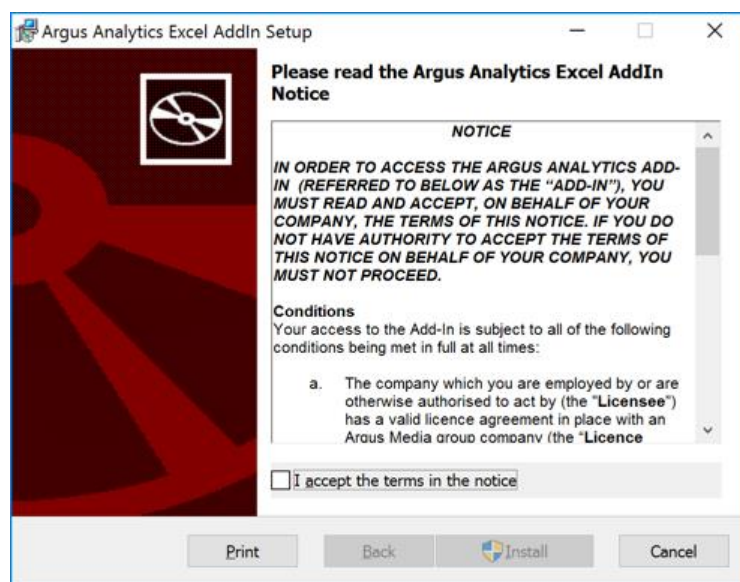 Argus Analytics Excel AddIn Setup
Please read the Argus Analytics Excel AddIn
Notice
NOTICE
IN ORDER TO ACCESS THE ARGUS ANALYTICS ADD-
IN (REFERRED TO BELOW AS THE “ADD-IN”), YOU
MUST READ AND ACCEPT, ON BEHALF OF YOUR
COMPANY, THE TERMS OF THIS NOTICE. IF YOU DO
NOT HAVE AUTHORITY TO ACCEPT THE TERMS OF
THIS NOTICE ON BEHALF OF YOUR COMPANY, YOU
MUST NOT PROCEED.
Conditions
Your access to the Add-In is subject to all of the following
conditions being met in full at all times:
a. The company which you are employed by or are
otherwise authorised to act by (the "Licensee")
has a valid licence agreement in place with an
Argus Media group company (the "Licence
I accept the terms in the notice
Print Back Install Cancel